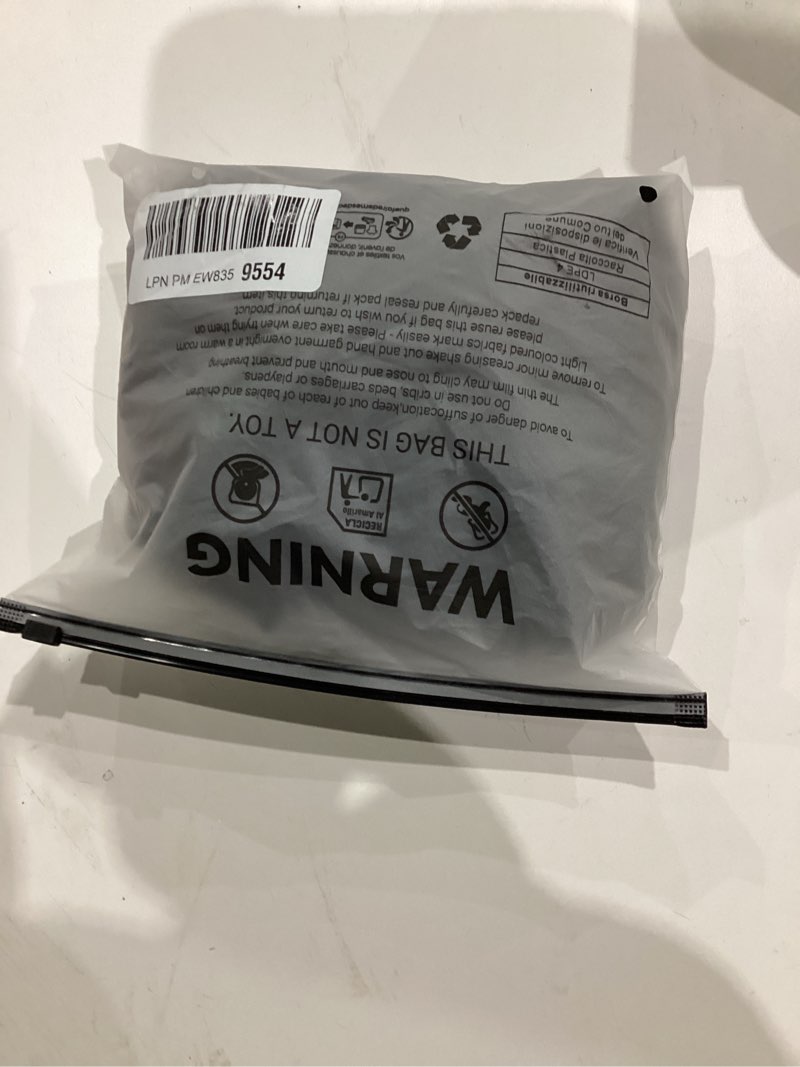 LPN PM EW835 9554
WARNING
RECICLA
Al Amarillo
THIS BAG IS NOT A TOY.
To avoid danger of suffocation,keep out of reach of babies and children
Do not use in cribs, beds carriages or playpens.
The thin film may cling to nose and mouth and prevent breathing
To remove minor creasing shake out and hand garment overnight in a warm room
Light coloured fabrics mark easily - Please take care when trying them on
please reuse this bag if you wish to return your product
repack carefully and reseal pack if returning this item
Borsa riutilizzabile
LDPE 4
Raccolta Plastica
Verifica le disposizioni
del tuo Comune
Vos textiles et
de l'avenir,